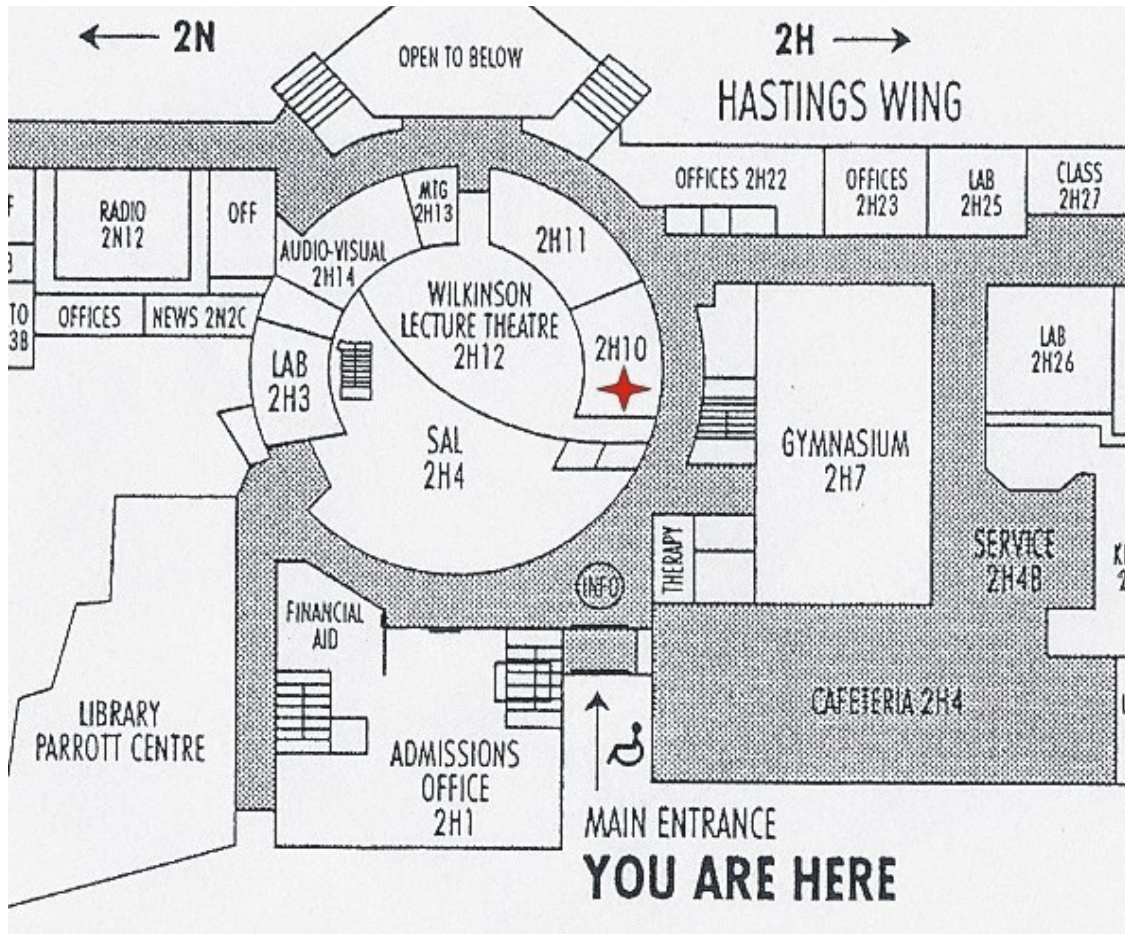 ← 2N
2H →
OPEN TO BELOW
HASTINGS WING
OFFICES 2H22
OFFICES
2H23
LAB
2H25
CLASS
2H27
RADIO
2N12
OFF
MTG
2H13
2H11
AUDIO-VISUAL
2H14
WILKINSON
LECTURE THEATRE
2H12
OFFICES
NEWS 2N2C
TO
3B
2H10
LAB
2H3
LAB
2H26
SAL
2H4
GYMNASIUM
2H7
THERAPY
SERVICE
2H4B
INFO
FINANCIAL
AID
CAFETERIA 2H4
LIBRARY
PARROTT CENTRE
ADMISSIONS
OFFICE
2H1
MAIN ENTRANCE
YOU ARE HERE